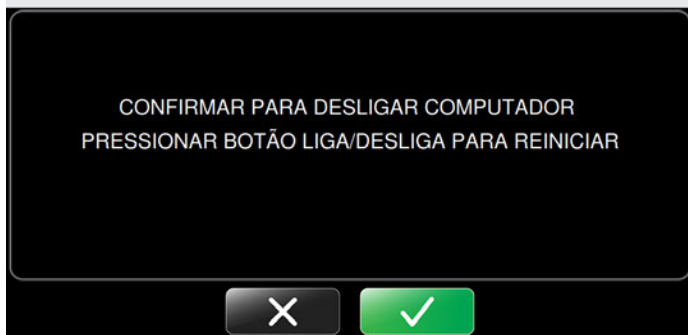 CONFIRMAR PARA DESLIGAR COMPUTADOR
PRESSIONAR BOTÃO LIGA/DESLIGA PARA REINICIAR